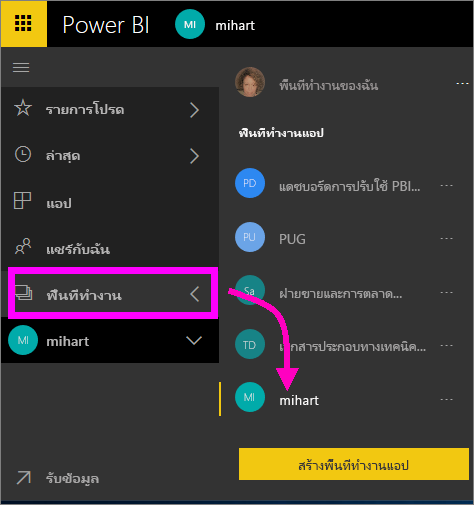 Power BI
MI
mihart
รายการโปรด
ล่าสุด
แอป
แชร์กับฉัน
พื้นที่ทำงาน
MI
mihart
รับข้อมูล
พื้นที่ทำงานของฉัน
พื้นที่ทำงานแอป
PD
แดชบอร์ดการปรับใช้ PBI...
PU
PUG
Sa
ฝ่ายขายและการตลาด...
TD
เอกสารประกอบทางเทคนิค...
MI
mihart
สร้างพื้นที่ทำงานแอป